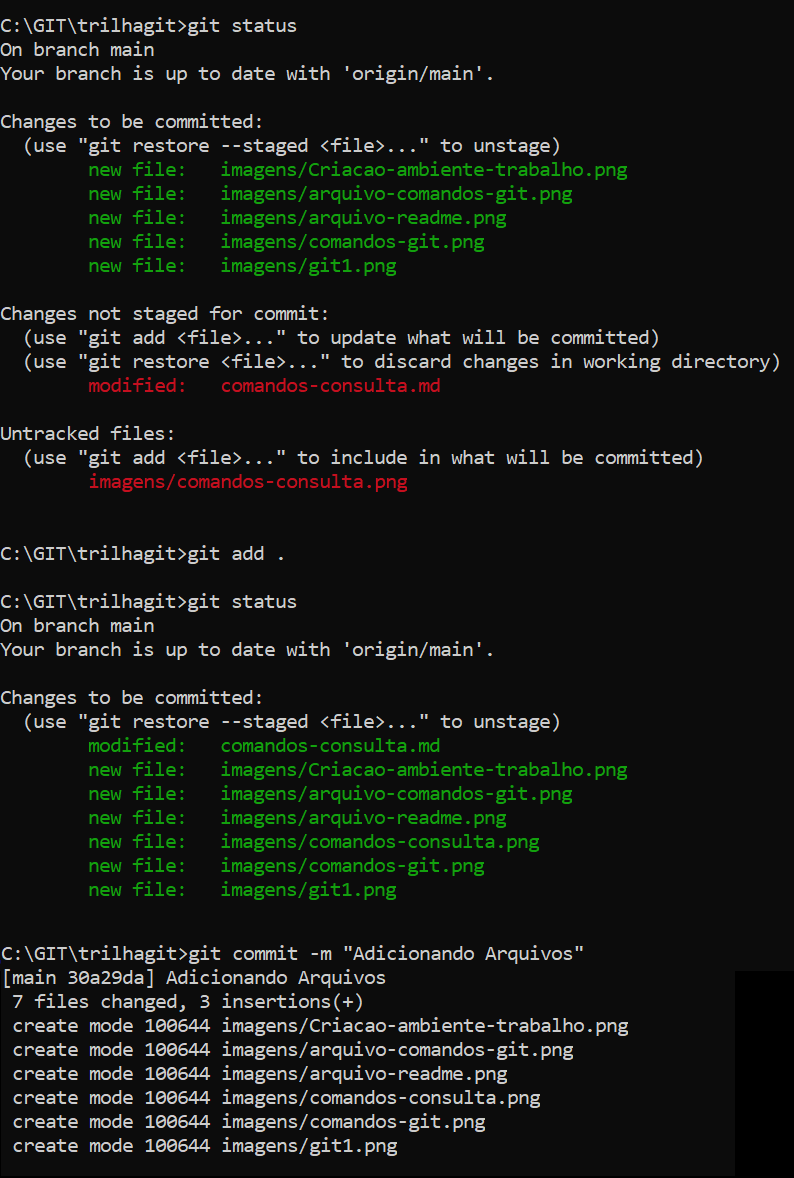 C:\GIT\trilhagit>git status
On branch main
Your branch is up to date with 'origin/main'.
Changes to be committed:
  (use "git restore --staged <file>..." to unstage)
        new file:   imagens/Criacao-ambiente-trabalho.png
        new file:   imagens/arquivo-comandos-git.png
        new file:   imagens/arquivo-readme.png
        new file:   imagens/comandos-git.png
        new file:   imagens/git1.png
Changes not staged for commit:
  (use "git add <file>..." to update what will be committed)
  (use "git restore <file>..." to discard changes in working directory)
        modified:   comandos-consulta.md
Untracked files:
  (use "git add <file>..." to include in what will be committed)
        imagens/comandos-consulta.png
C:\GIT\trilhagit>git add .
C:\GIT\trilhagit>git status
On branch main
Your branch is up to date with 'origin/main'.
Changes to be committed:
  (use "git restore --staged <file>..." to unstage)
        modified:   comandos-consulta.md
        new file:   imagens/Criacao-ambiente-trabalho.png
        new file:   imagens/arquivo-comandos-git.png
        new file:   imagens/arquivo-readme.png
        new file:   imagens/comandos-consulta.png
        new file:   imagens/comandos-git.png
        new file:   imagens/git1.png
C:\GIT\trilhagit>git commit -m "Adicionando Arquivos"
[main 30a29da] Adicionando Arquivos
 7 files changed, 3 insertions(+)
 create mode 100644 imagens/Criacao-ambiente-trabalho.png
 create mode 100644 imagens/arquivo-comandos-git.png
 create mode 100644 imagens/arquivo-readme.png
 create mode 100644 imagens/comandos-consulta.png
 create mode 100644 imagens/comandos-git.png
 create mode 100644 imagens/git1.png